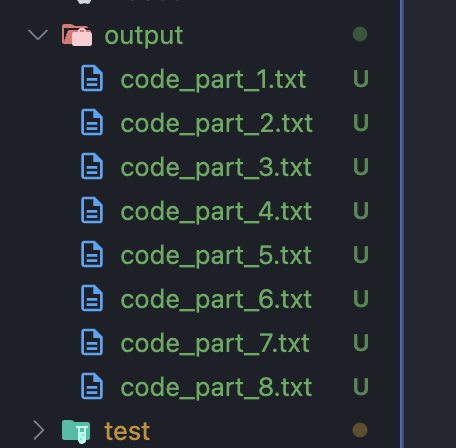 output
code_part_1.txt U
code_part_2.txt U
code_part_3.txt U
code_part_4.txt U
code_part_5.txt U
code_part_6.txt U
code_part_7.txt U
code_part_8.txt U
test